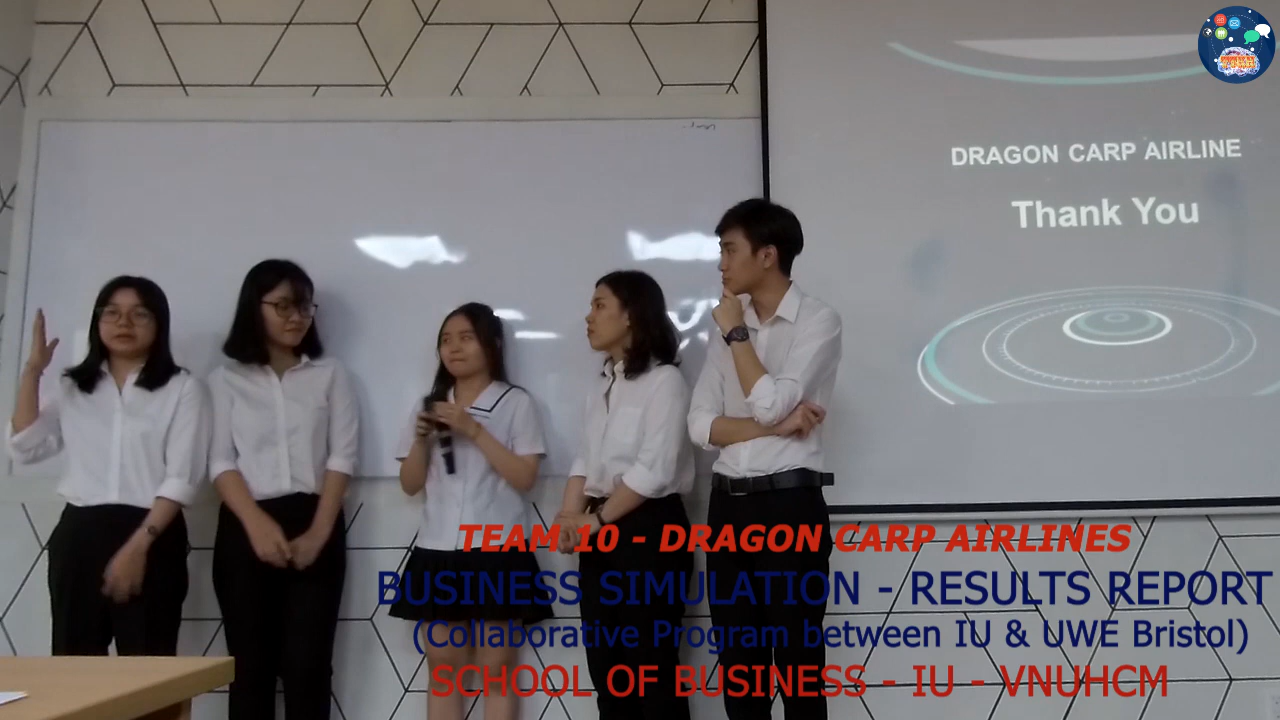 DRAGON CARP AIRLINE
Thank You
TEAM 10 - DRAGON CARP AIRLINES
BUSINESS SIMULATION - RESULTS REPORT
(Collaborative Program between IU & UWE Bristol)
SCHOOL OF BUSINESS - IU - VNUHCM